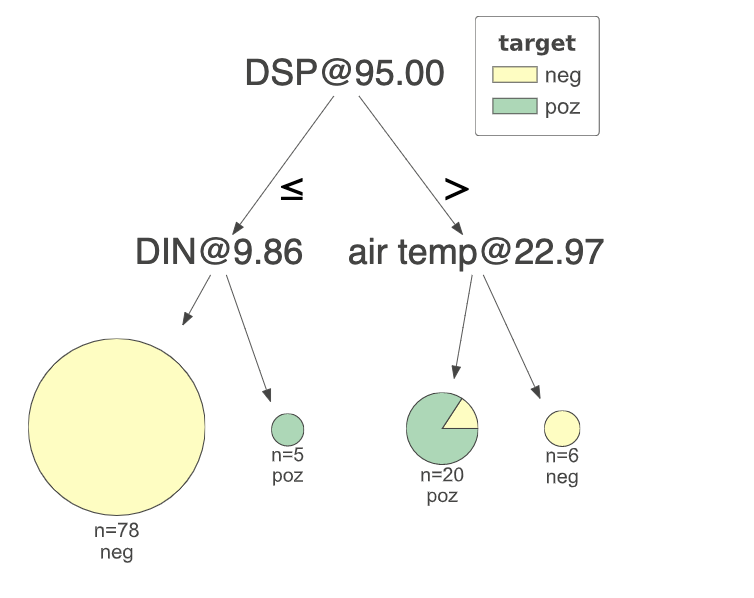 DSP@95.00
target
neg
poz
≤
>
DIN@9.86
air temp@22.97
n=78
neg
n=5
poz
n=20
poz
n=6
neg